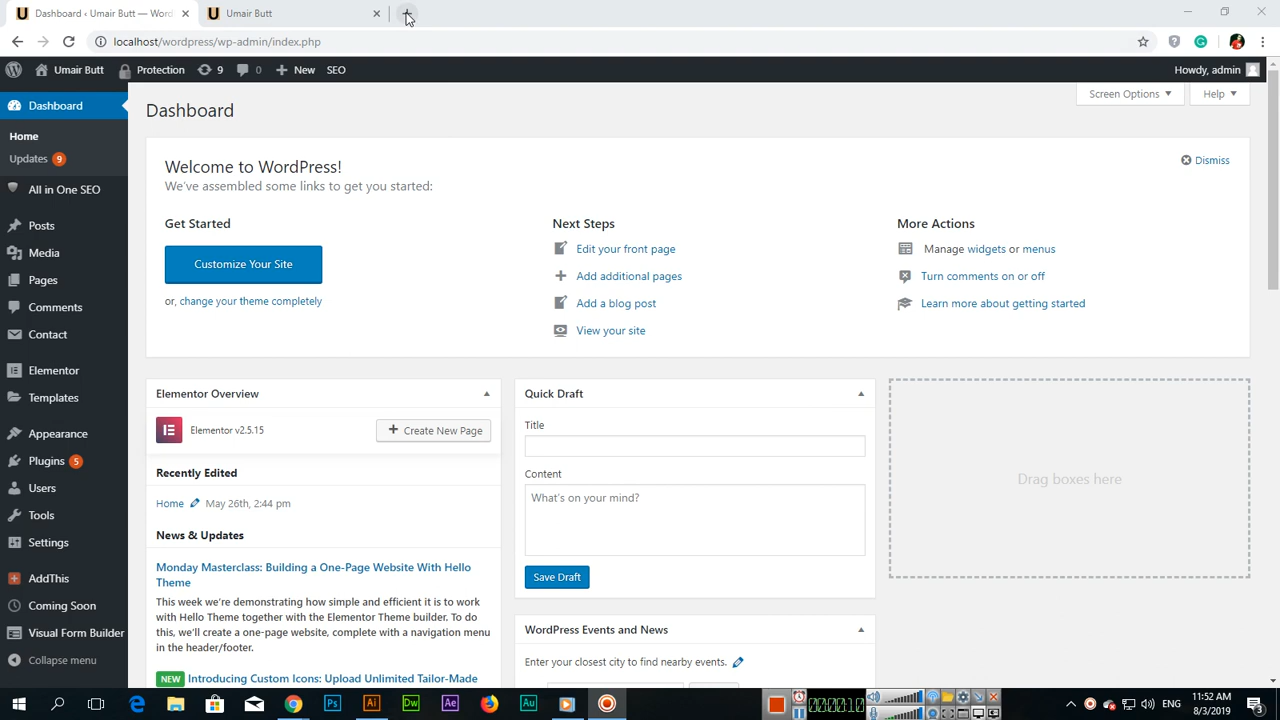 Dashboard ‹ Umair Butt — Word
Umair Butt
localhost/wordpress/wp-admin/index.php
Umair Butt
Protection
9
0
New
SEO
Howdy, admin
Dashboard
Home
Updates 9
All in One SEO
Posts
Media
Pages
Comments
Contact
Elementor
Templates
Appearance
Plugins 5
Users
Tools
Settings
AddThis
Coming Soon
Visual Form Builder
Collapse menu
Screen Options
Help
Dashboard
Welcome to WordPress!
We've assembled some links to get you started:
Dismiss
Get Started
Customize Your Site
or, change your theme completely
Next Steps
Edit your front page
Add additional pages
Add a blog post
View your site
More Actions
Manage widgets or menus
Turn comments on or off
Learn more about getting started
Elementor Overview
Elementor v2.5.15
Create New Page
Recently Edited
Home May 26th, 2:44 pm
News & Updates
Monday Masterclass: Building a One-Page Website With Hello
Theme
This week we're demonstrating how simple and efficient it is to work
with Hello Theme together with the Elementor Theme builder. To do
this, we'll create a one-page website, complete with a navigation menu
in the header/footer.
NEW Introducing Custom Icons: Upload Unlimited Tailor-Made
Quick Draft
Title
Content
What's on your mind?
Save Draft
WordPress Events and News
Enter your closest city to find nearby events.
Drag boxes here
Ps
Ai
Dw
Ae
Au
ENG
11:52 AM
8/3/2019
3